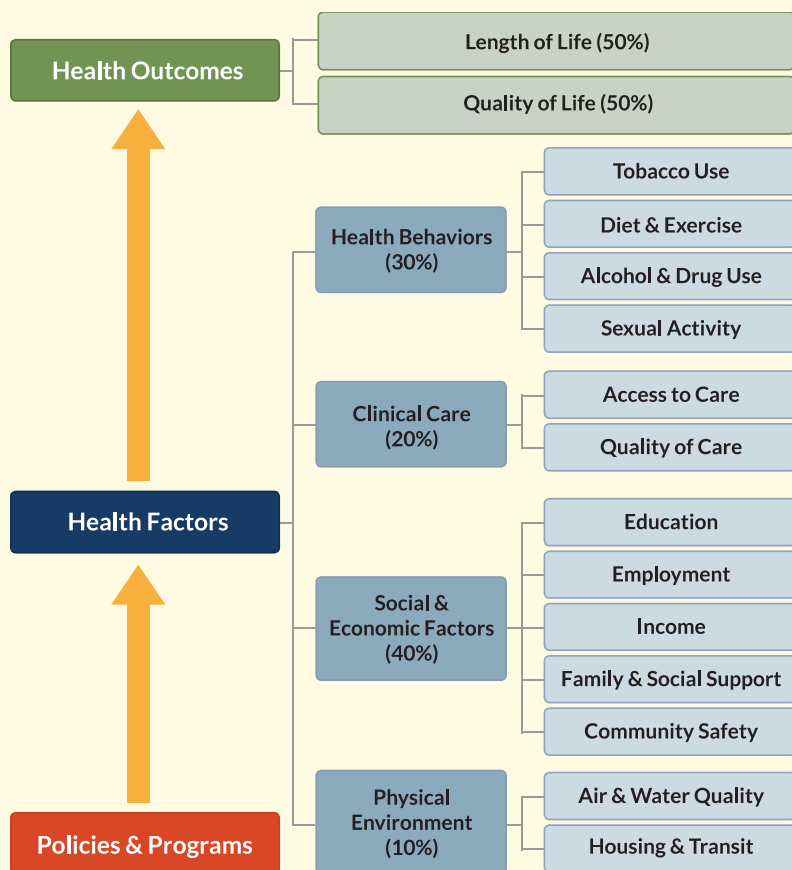 Health Outcomes
Length of Life (50%)
Quality of Life (50%)
Health Behaviors
(30%)
Tobacco Use
Diet & Exercise
Alcohol & Drug Use
Sexual Activity
Clinical Care
(20%)
Access to Care
Quality of Care
Health Factors
Social &
Economic Factors
(40%)
Education
Employment
Income
Family & Social Support
Community Safety
Physical
Environment
(10%)
Air & Water Quality
Housing & Transit
Policies & Programs